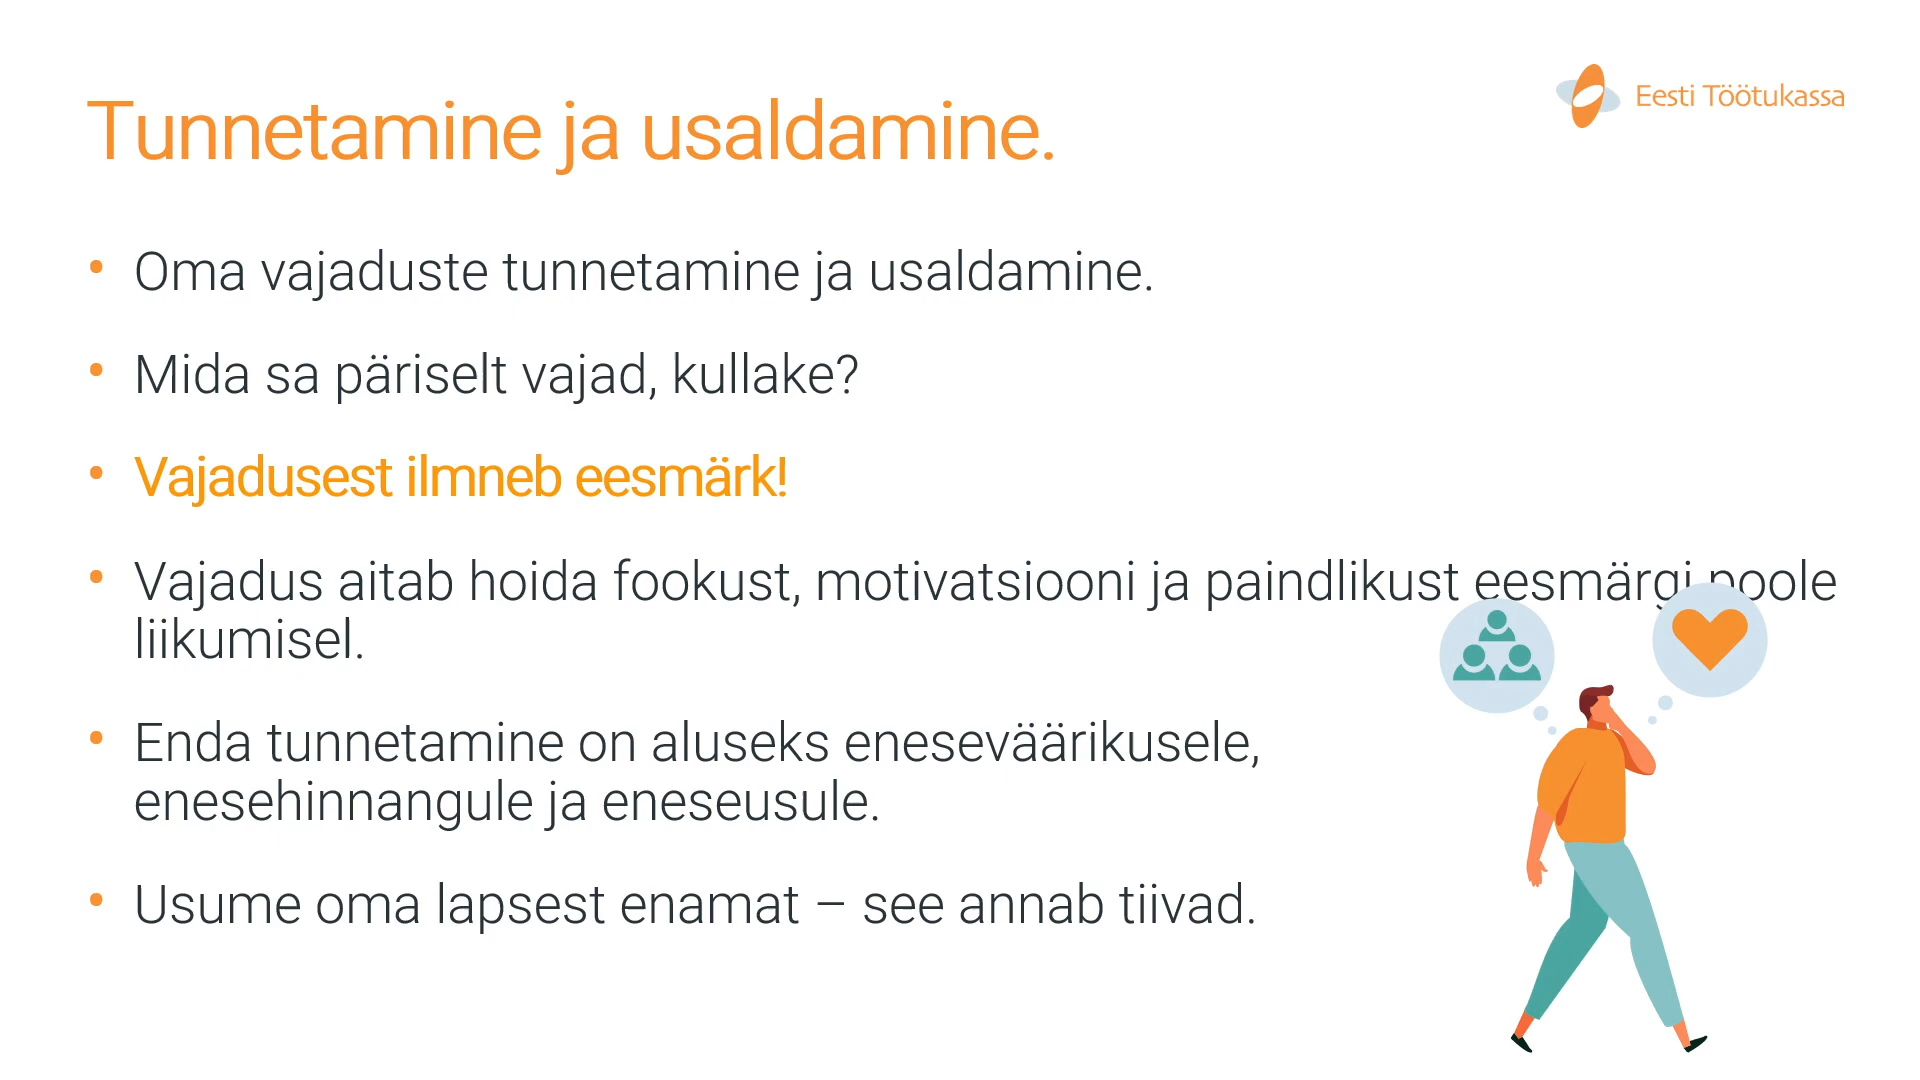 Eesti Töötukassa
Tunnetamine ja usaldamine.
• Oma vajaduste tunnetamine ja usaldamine.
• Mida sa päriselt vajad, kullake?
• Vajadusest ilmneb eesmärk!
• Vajadus aitab hoida fookust, motivatsiooni ja paindlikust eesmärgi poole
liikumisel.
• Enda tunnetamine on aluseks eneseväärikusele,
enesehinnangule ja eneseusule.
• Usume oma lapsest enamat – see annab tiivad.